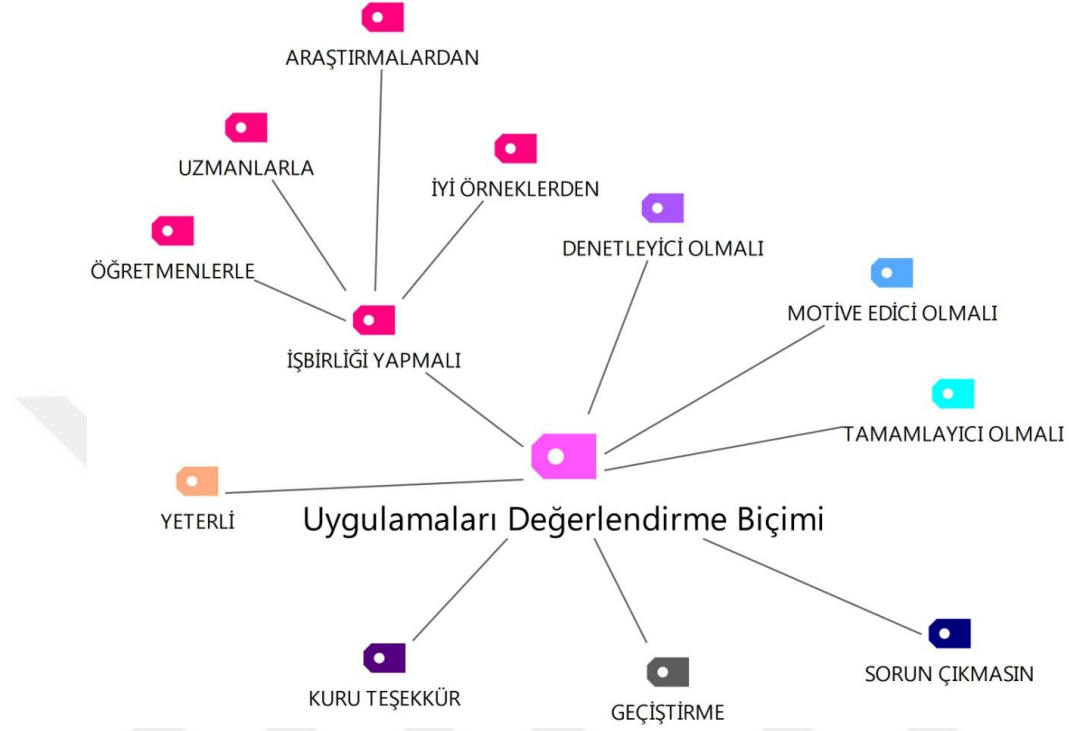 ARAŞTIRMALARDAN
UZMANLARLA
İYİ ÖRNEKLERDEN
ÖĞRETMENLERLE
DENETLEYİCİ OLMALI
MOTİVE EDİCİ OLMALI
İŞBİRLİĞİ YAPMALI
TAMAMLAYICI OLMALI
YETERLİ
Uygulamaları Değerlendirme Biçimi
KURU TEŞEKKÜR
GEÇİŞTİRME
SORUN ÇIKMASIN